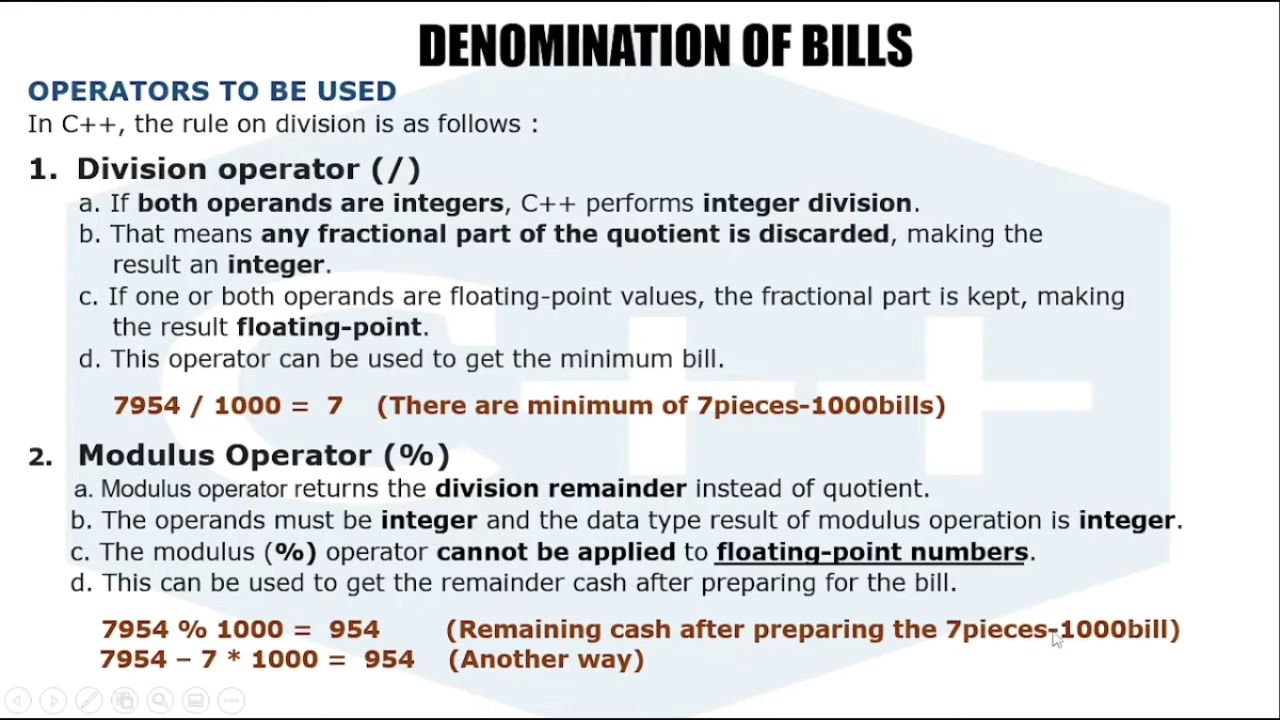 DENOMINATION OF BILLS
OPERATORS TO BE USED
In C++, the rule on division is as follows :
1. Division operator (/)
a. If both operands are integers, C++ performs integer division.
b. That means any fractional part of the quotient is discarded, making the
result an integer.
c. If one or both operands are floating-point values, the fractional part is kept, making
the result floating-point.
d. This operator can be used to get the minimum bill.
7954 / 1000 = 7 (There are minimum of 7pieces-1000bills)
2. Modulus Operator (%)
a. Modulus operator returns the division remainder instead of quotient.
b. The operands must be integer and the data type result of modulus operation is integer.
c. The modulus (%) operator cannot be applied to floating-point numbers.
d. This can be used to get the remainder cash after preparing for the bill.
7954 % 1000 = 954 (Remaining cash after preparing the 7pieces-1000bill)
7954 – 7 * 1000 = 954 (Another way)
C++